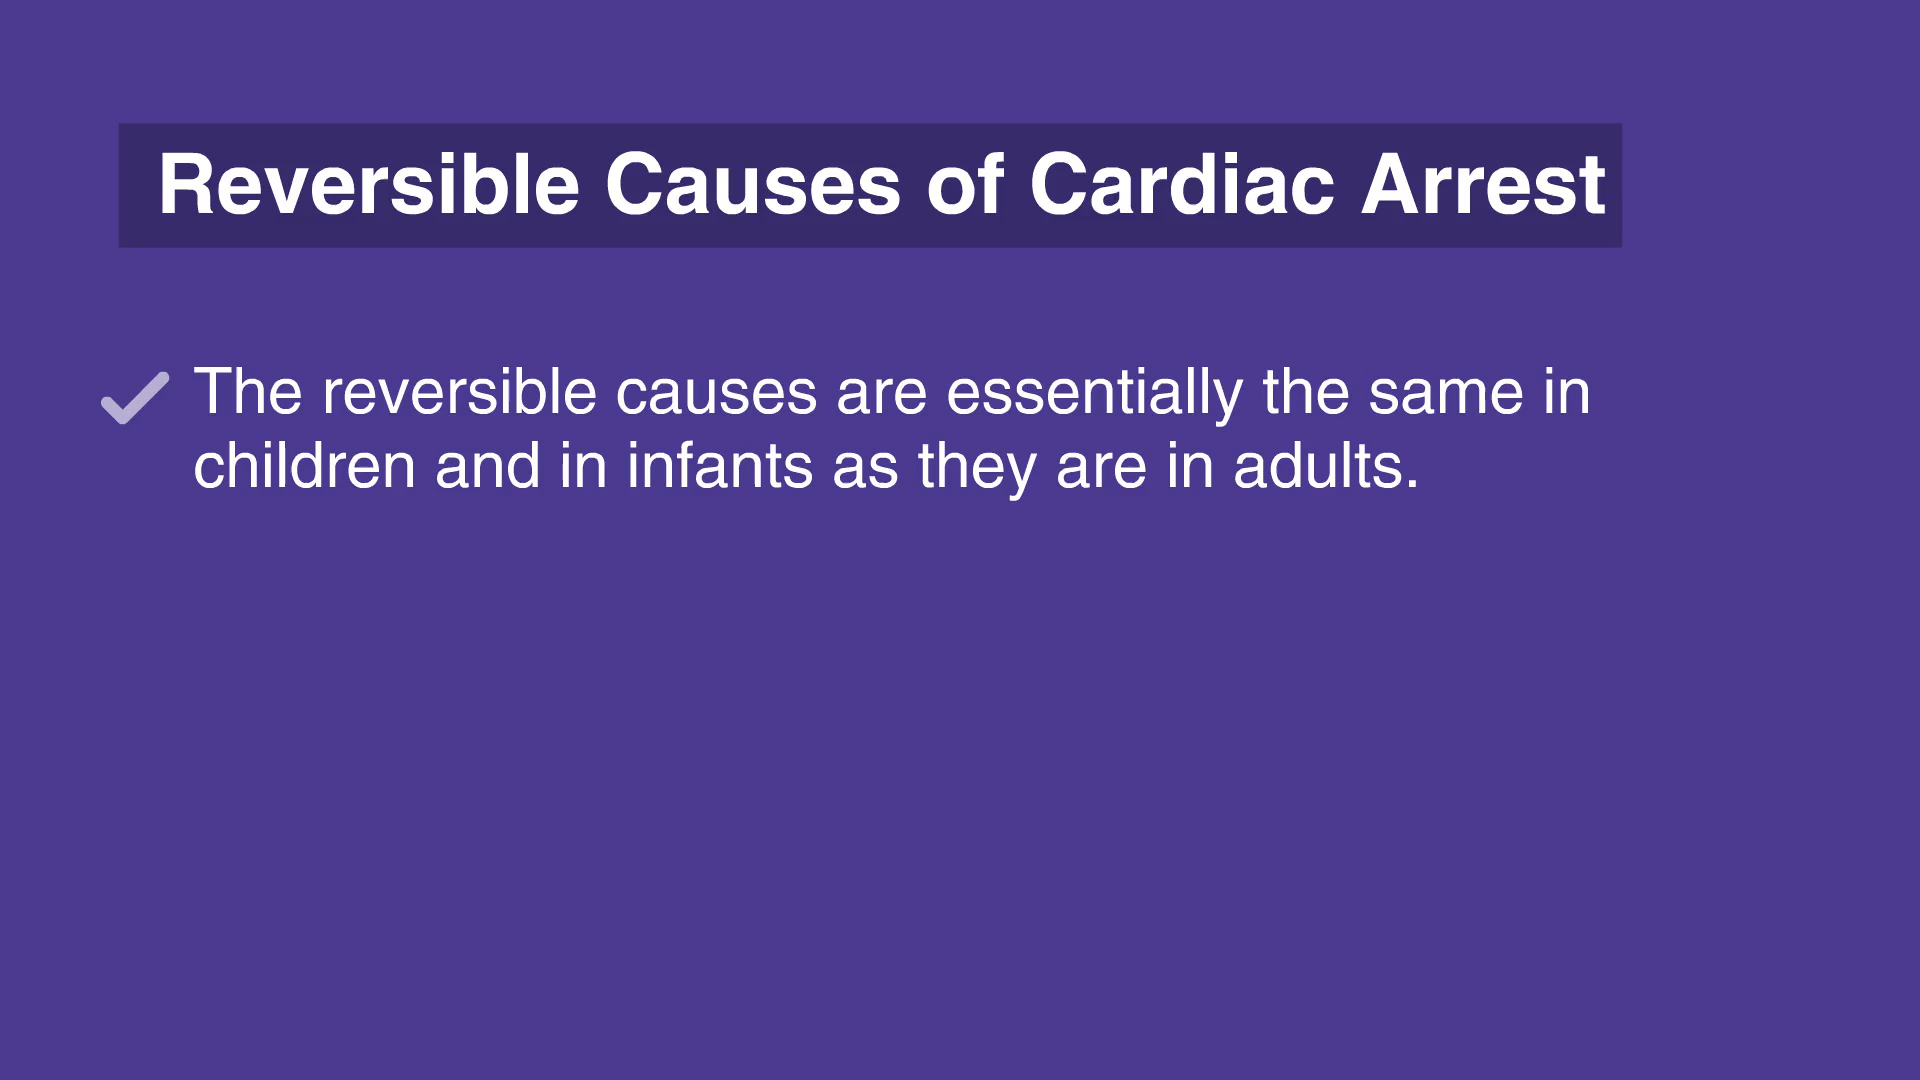 Reversible Causes of Cardiac Arrest
The reversible causes are essentially the same in
children and in infants as they are in adults.